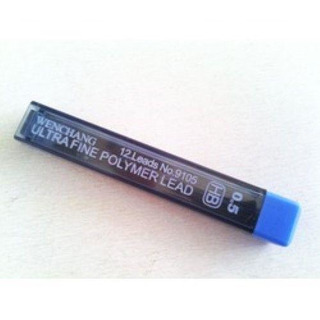 WENCHANG 12.Leads No.9105
ULTRA FINE POLYMER LEAD
HB 0.5